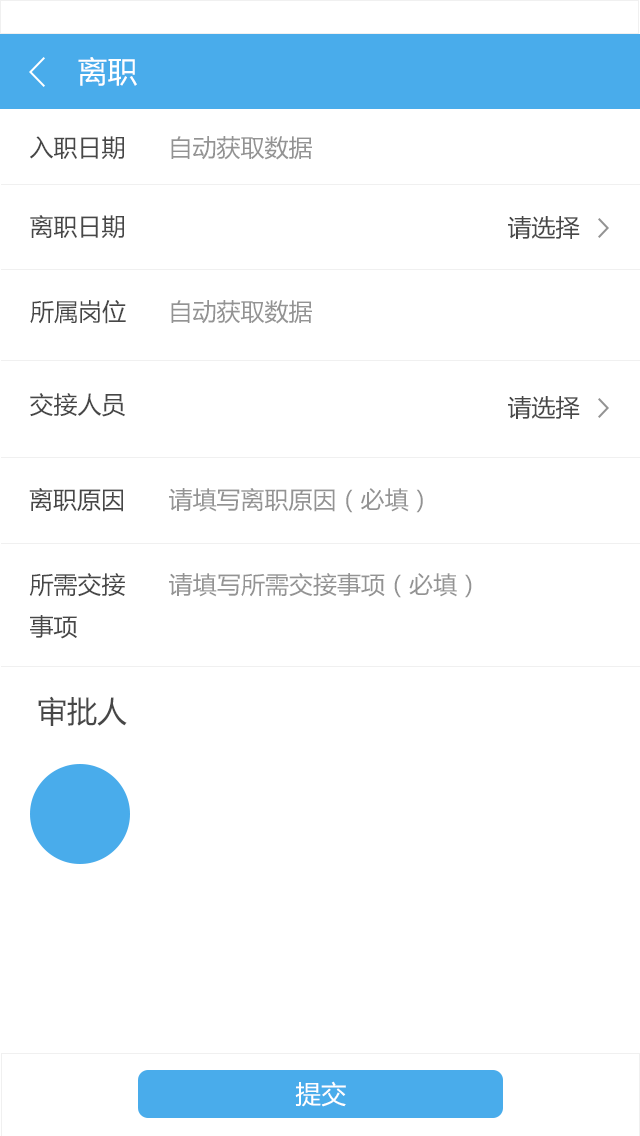 离职
入职日期 自动获取数据
离职日期 请选择
所属岗位 自动获取数据
交接人员 请选择
离职原因 请填写离职原因（必填）
所需交接 请填写所需交接事项（必填）
事项
审批人
提交